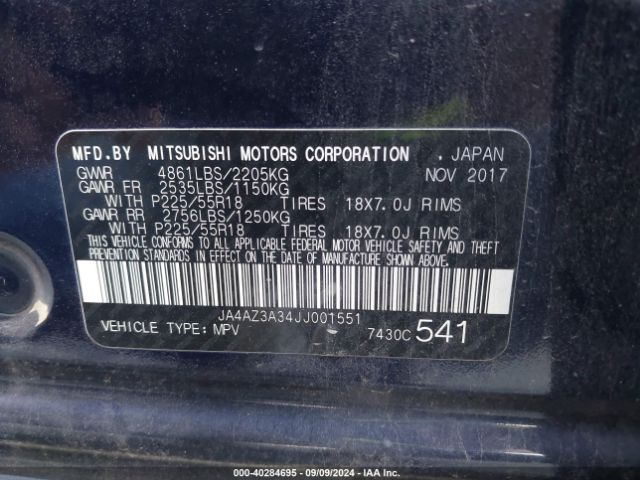 MFD.BY MITSUBISHI MOTORS CORPORATION . JAPAN
GVWR 4861LBS/2205KG NOV 2017
GAWR FR 2535LBS/1150KG
WITH P225/55R18 TIRES 18X7.0J RIMS
GAWR RR 2756LBS/1250KG
WITH P225/55R18 TIRES 18X7.0J RIMS
THIS VEHICLE CONFORMS TO ALL APPLICABLE FEDERAL MOTOR VEHICLE SAFETY AND THEFT
PREVENTION STANDARDS IN EFFECT ON THE DATE OF MANUFACTURE SHOWN ABOVE.
JA4AZ3A34JJ001551
VEHICLE TYPE: MPV 7430C 541
000-40284695 - 09/09/2024 - IAA Inc.